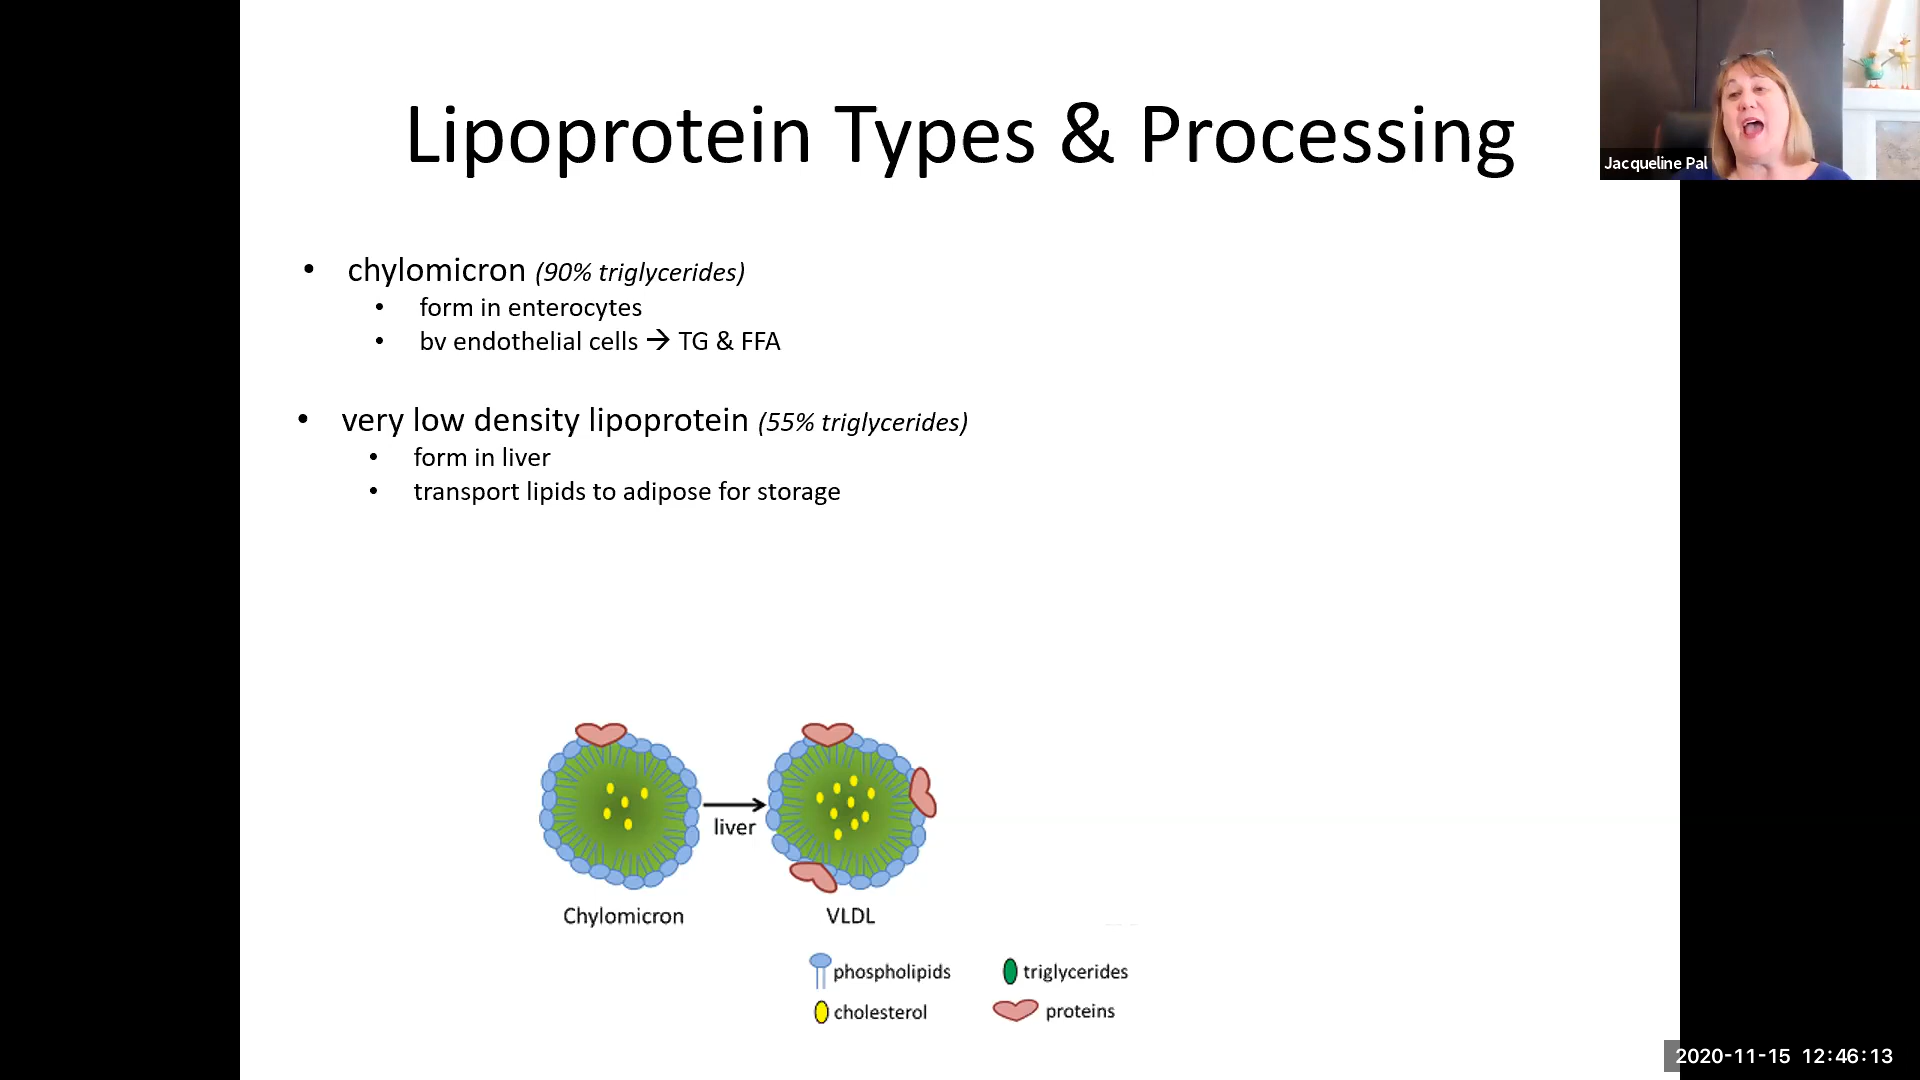 Lipoprotein Types & Processing
Jacqueline Pal
• chylomicron (90% triglycerides)
• form in enterocytes
• bv endothelial cells → TG & FFA
• very low density lipoprotein (55% triglycerides)
• form in liver
• transport lipids to adipose for storage
liver
Chylomicron
VLDL
phospholipids
triglycerides
cholesterol
proteins
2020-11-15 12:46:13